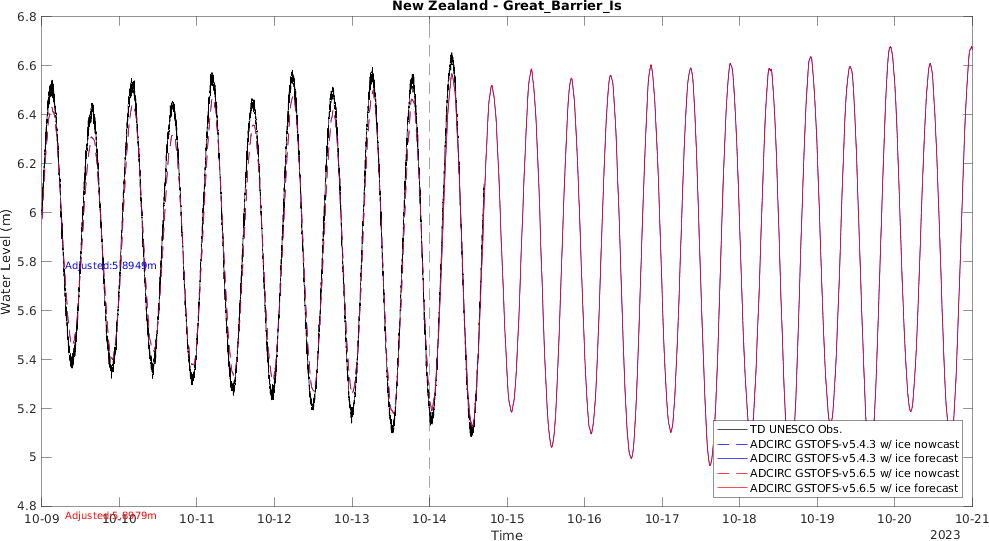 New Zealand - Great_Barrier_Is
6.8
6.6
6.4
6.2
6
5.8
5.6
5.4
5.2
5
4.8
Water Level (m)
Adjusted:5.8949m
Adjusted:5.8979m
TD UNESCO Obs.
ADCIRC GSTOFS-v5.4.3 w/ ice nowcast
ADCIRC GSTOFS-v5.4.3 w/ ice forecast
ADCIRC GSTOFS-v5.6.5 w/ ice nowcast
ADCIRC GSTOFS-v5.6.5 w/ ice forecast
10-09 10-10 10-11 10-12 10-13 10-14 10-15 10-16 10-17 10-18 10-19 10-20 10-21
Time
2023